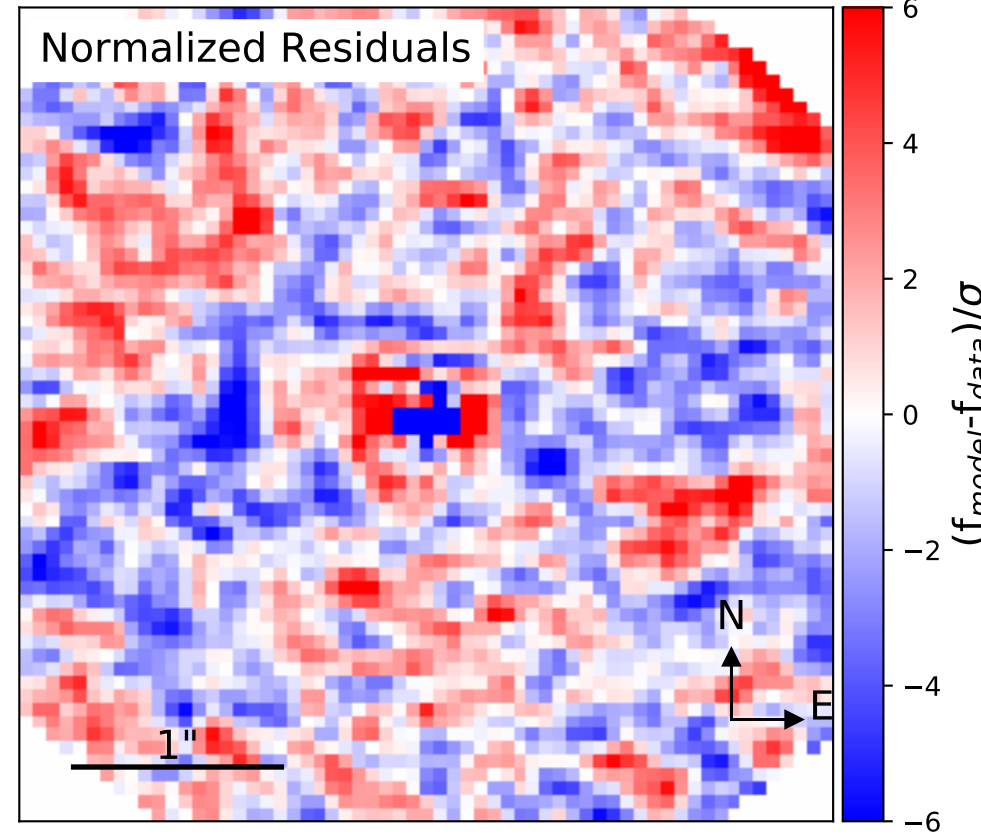 Normalized Residuals
6
4
2
0
−2
−4
−6
(f_model-f_data)/σ
N
E
1"